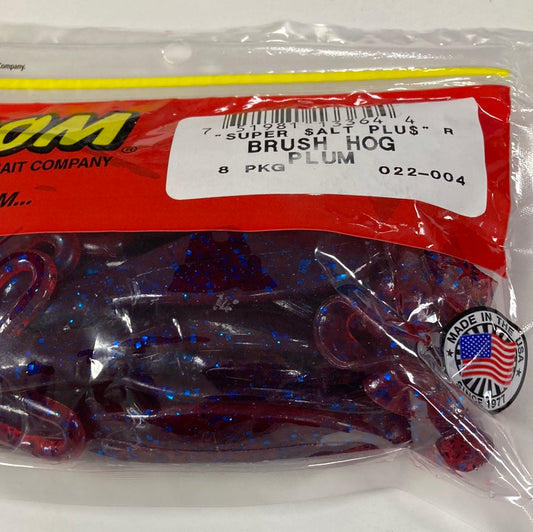 Company.
OM®
AIT COMPANY
M...
"SUPER $ALT PLU$" R
BRUSH HOG
PLUM
8 PKG 022-004
MADE IN THE USA
SINCE 1977